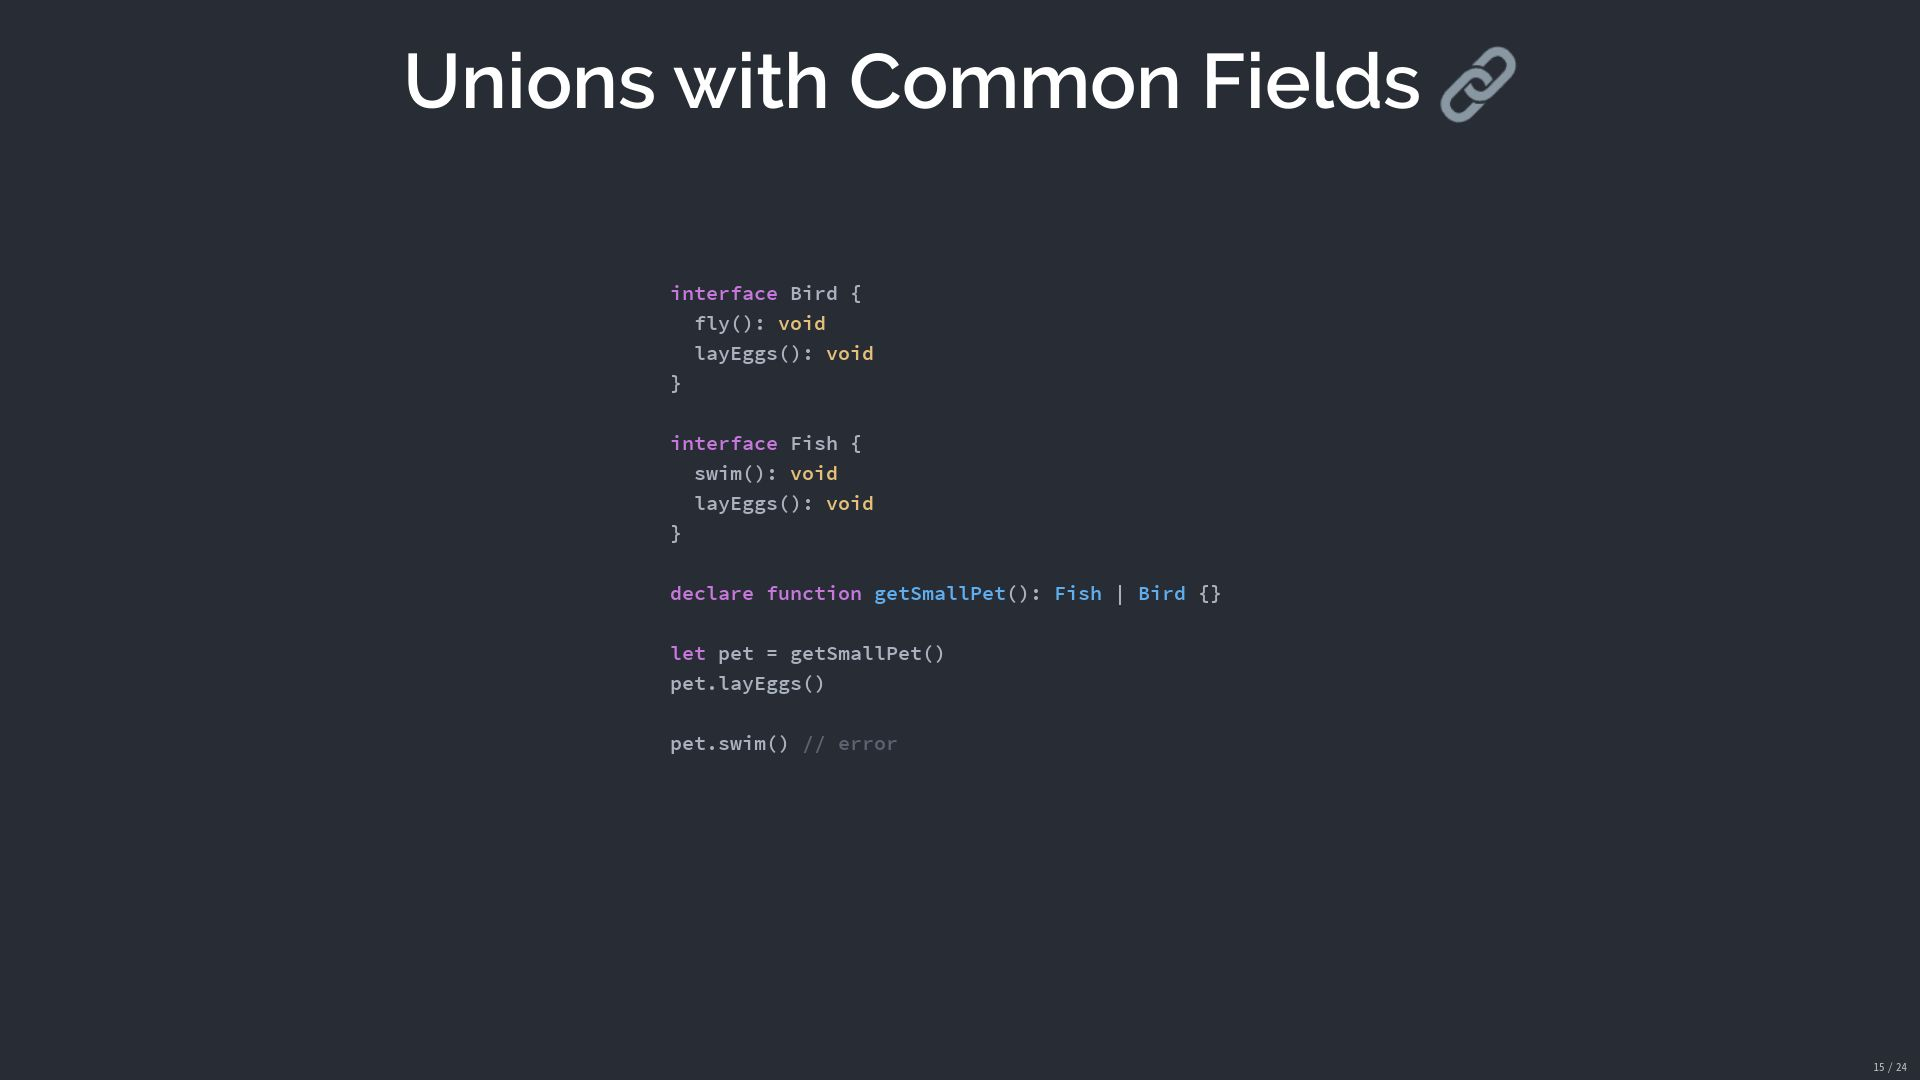 Unions with Common Fields 🔗
interface Bird {
  fly(): void
  layEggs(): void
}
interface Fish {
  swim(): void
  layEggs(): void
}
declare function getSmallPet(): Fish | Bird {}
let pet = getSmallPet()
pet.layEggs()
pet.swim() // error
15 / 24